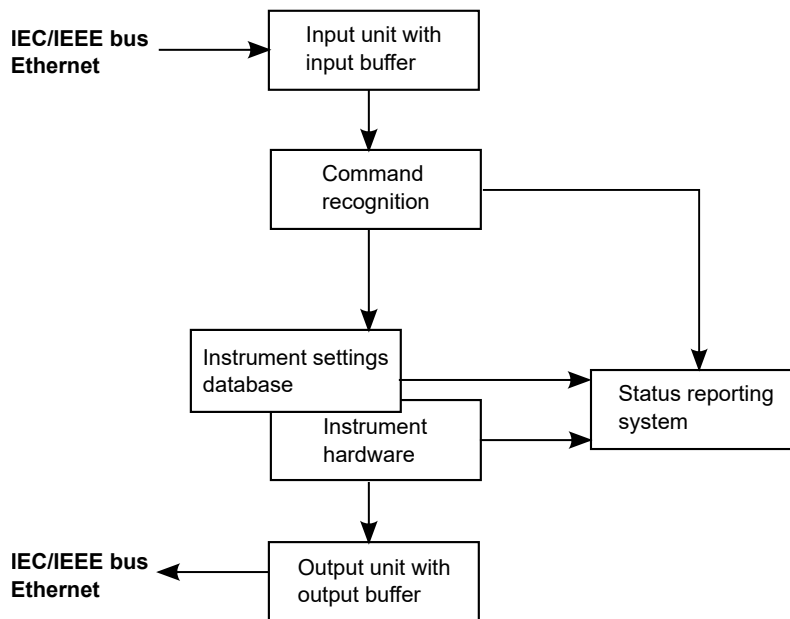 IEC/IEEE bus
Ethernet
Input unit with
input buffer
Command
recognition
Instrument settings
database
Status reporting
system
Instrument
hardware
IEC/IEEE bus
Ethernet
Output unit with
output buffer